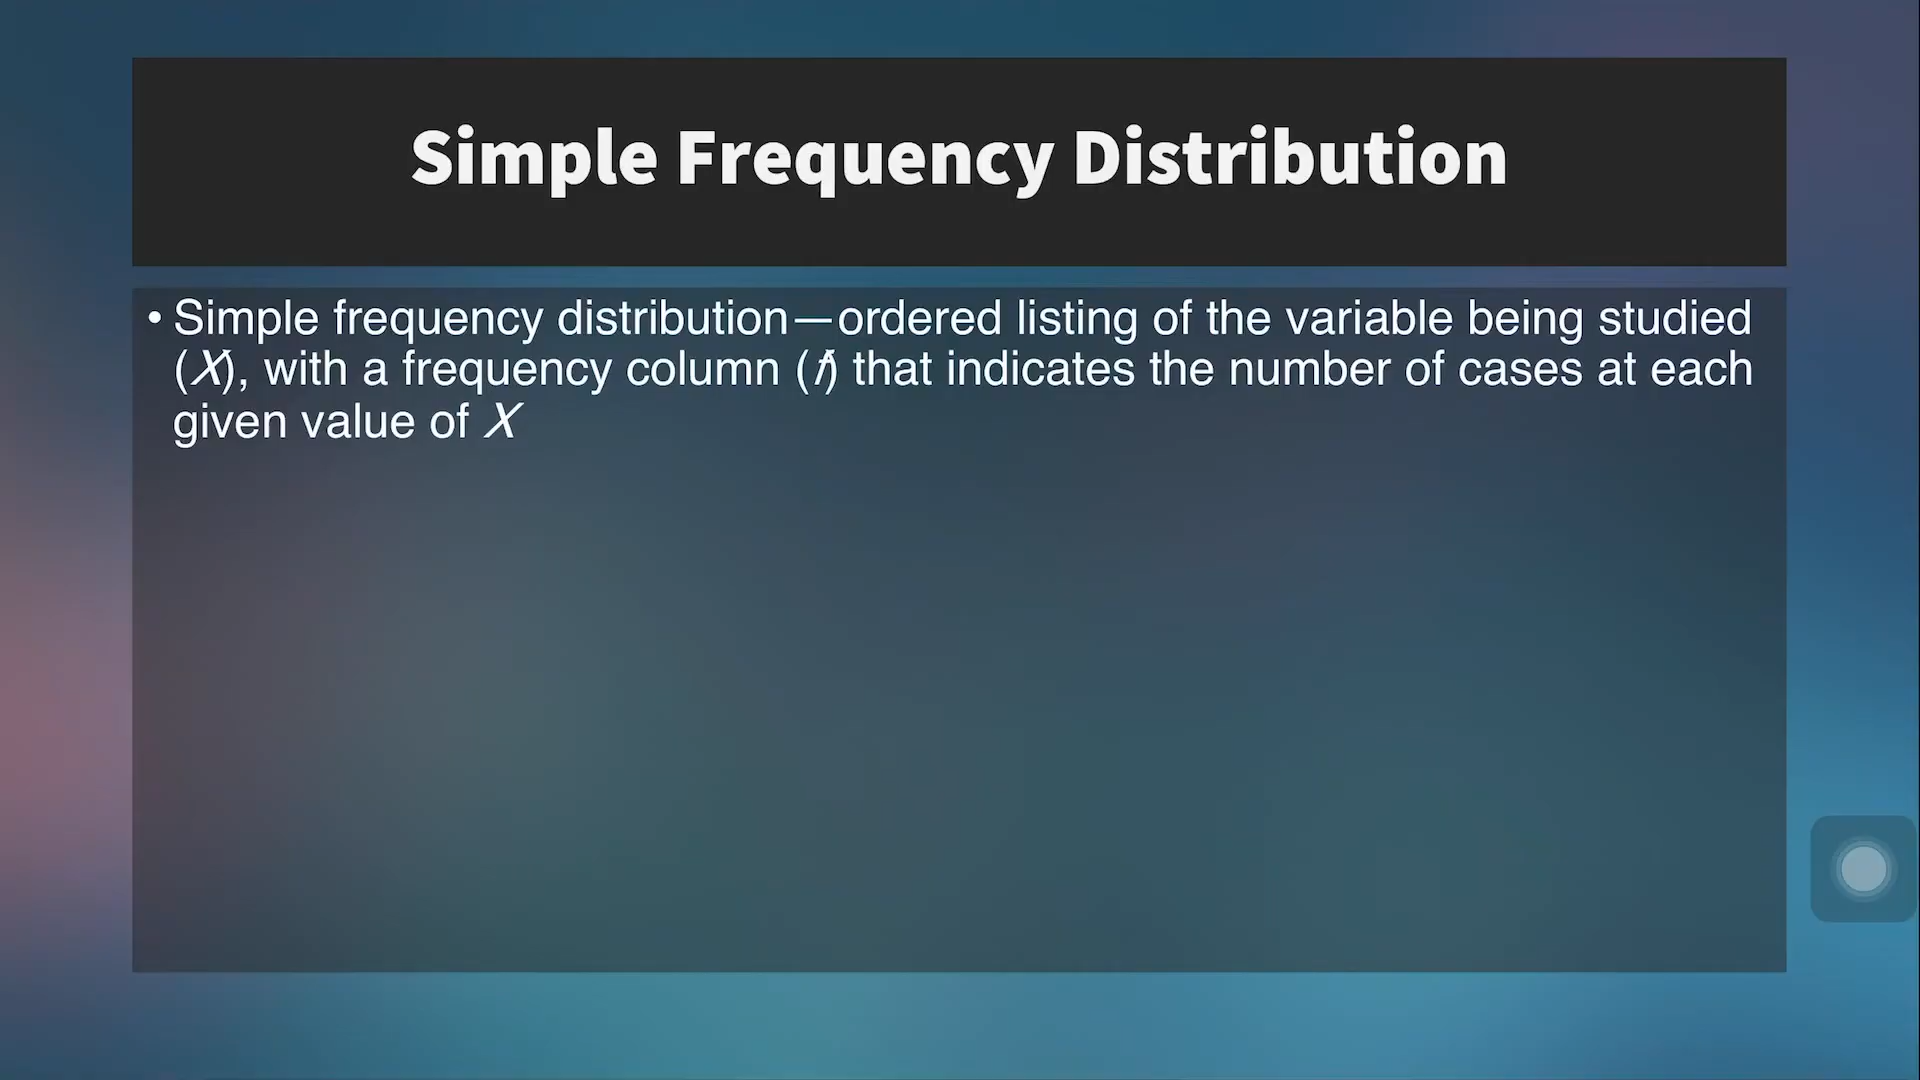 Simple Frequency Distribution
• Simple frequency distribution—ordered listing of the variable being studied
(X), with a frequency column (f) that indicates the number of cases at each
given value of X